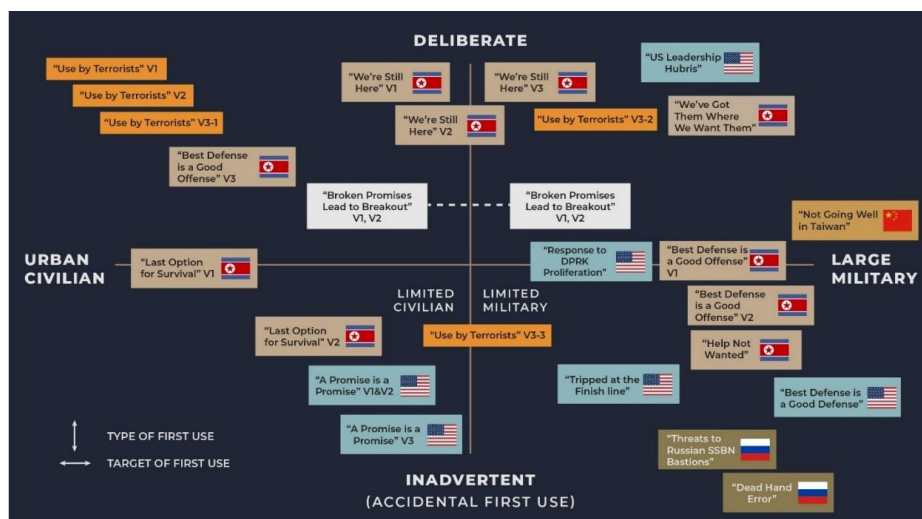 DELIBERATE
“Use by Terrorists” V1
“Use by Terrorists” V2
“Use by Terrorists” V3-1
“We’re Still
Here” V1
“We’re Still
Here” V3
“US Leadership
Hubris”
“We’re Still
Here” V2
“Use by Terrorists” V3-2
“We’ve Got
Them Where
We Want Them”
“Best Defense
is a Good
Offense” V3
“Broken Promises
Lead to Breakout”
V1, V2
“Broken Promises
Lead to Breakout”
V1, V2
“Not Going Well
in Taiwan”
URBAN
CIVILIAN
“Last Option
for Survival” V1
“Response to
DPRK
Proliferation”
“Best Defense is
a Good Offense”
V1
LARGE
MILITARY
LIMITED
CIVILIAN
LIMITED
MILITARY
“Best Defense
is a Good
Offense” V2
“Last Option
for Survival” V2
“Use by Terrorists” V3-3
“Help Not
Wanted”
“A Promise is a
Promise” V1&V2
“Tripped at the
Finish line”
“Best Defense is
a Good Defense”
“A Promise is a
Promise” V3
“Threats to
Russian SSBN
Bastions”
TYPE OF FIRST USE
TARGET OF FIRST USE
INADVERTENT
(ACCIDENTAL FIRST USE)
“Dead Hand
Error”